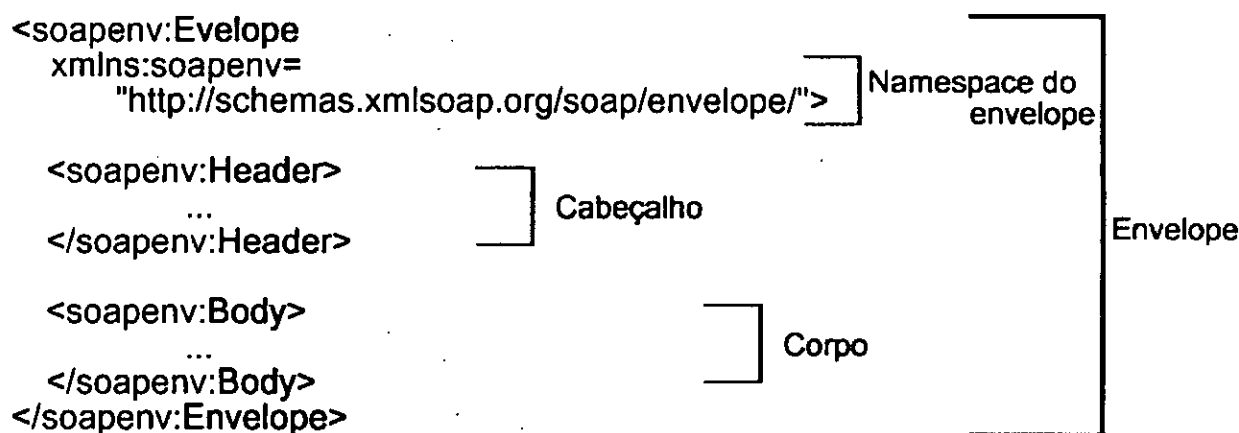 <soapenv:Evelope
xmlns:soapenv=
"http://schemas.xmlsoap.org/soap/envelope/">
Namespace do
envelope
<soapenv:Header>
...
</soapenv:Header>
Cabeçalho
Envelope
<soapenv:Body>
...
</soapenv:Body>
Corpo
</soapenv:Envelope>